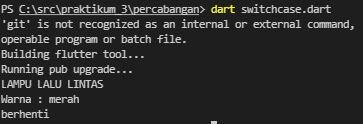 PS C:\src\praktikum 3\percabangan> dart switchcase.dart
'git' is not recognized as an internal or external command,
operable program or batch file.
Building flutter tool...
Running pub upgrade...
LAMPU LALU LINTAS
Warna : merah
berhenti